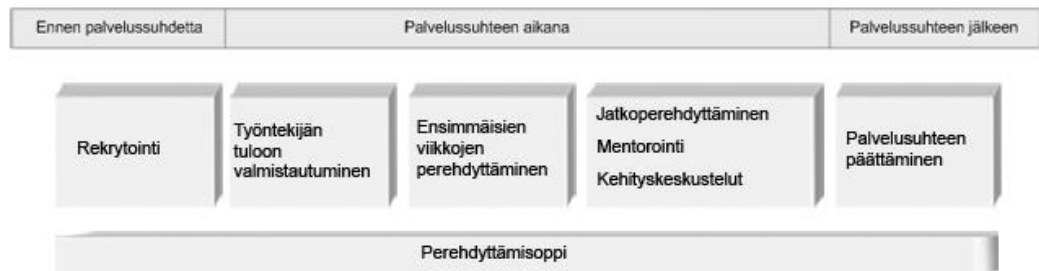 Ennen palvelussuhdetta
Palvelussuhteen aikana
Palvelussuhteen jälkeen
Rekrytointi
Työntekijän
tuloon
valmistautuminen
Ensimmäisien
viikkojen
perehdyttäminen
Jatkoperehdyttäminen
Mentorointi
Kehityskeskustelut
Palvelusuhteen
päättäminen
Perehdyttämisoppi